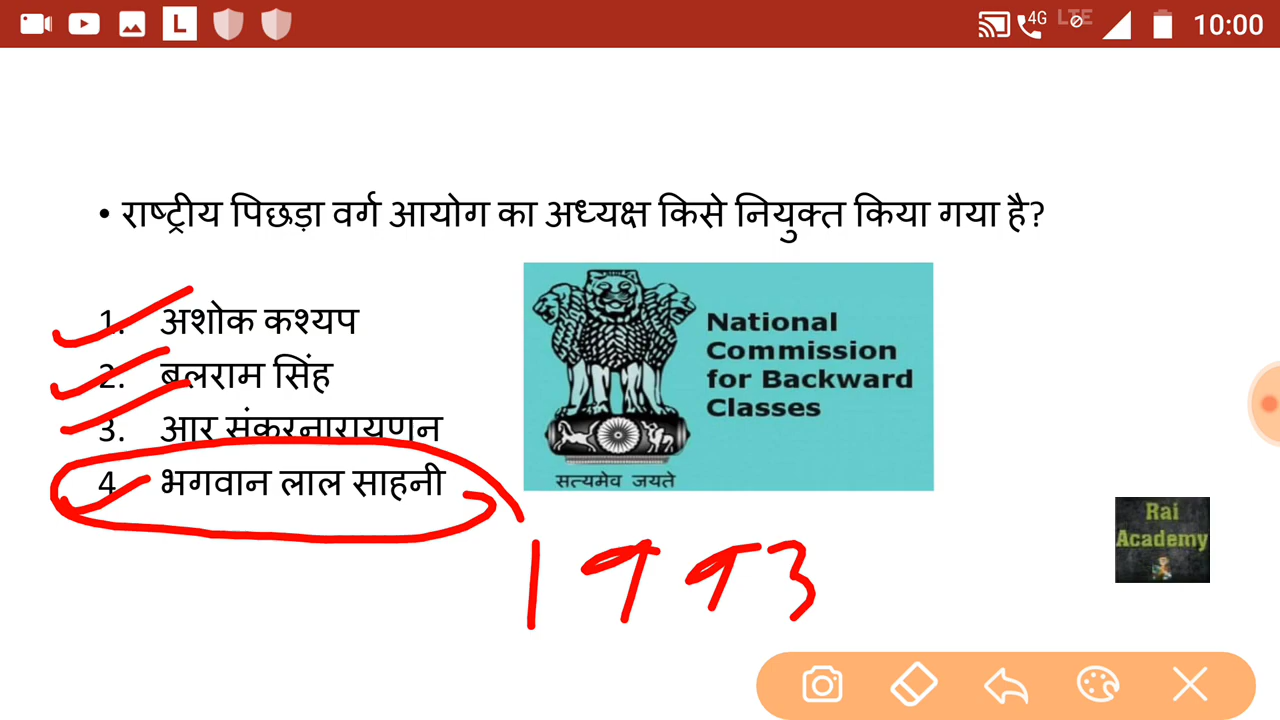 4G LTE 10:00
L
• राष्ट्रीय पिछड़ा वर्ग आयोग का अध्यक्ष किसे नियुक्त किया गया है?
1. अशोक कश्यप
2. बलराम सिंह
3. आर संकरनारायणन
4 भगवान लाल साहनी
National
Commission
for Backward
Classes
सत्यमेव जयते
Rai
Academy
1993